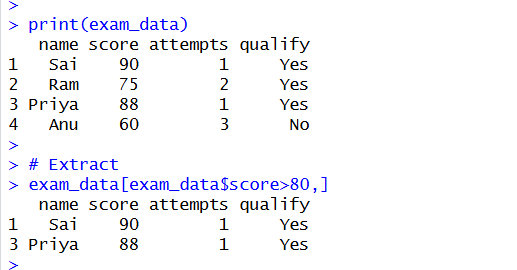 >
> print(exam_data)
   name score attempts qualify
1   Sai    90        1     Yes
2   Ram    75        2     Yes
3 Priya    88        1     Yes
4   Anu    60        3      No
>
> # Extract
> exam_data[exam_data$score>80,]
   name score attempts qualify
1   Sai    90        1     Yes
3 Priya    88        1     Yes
>